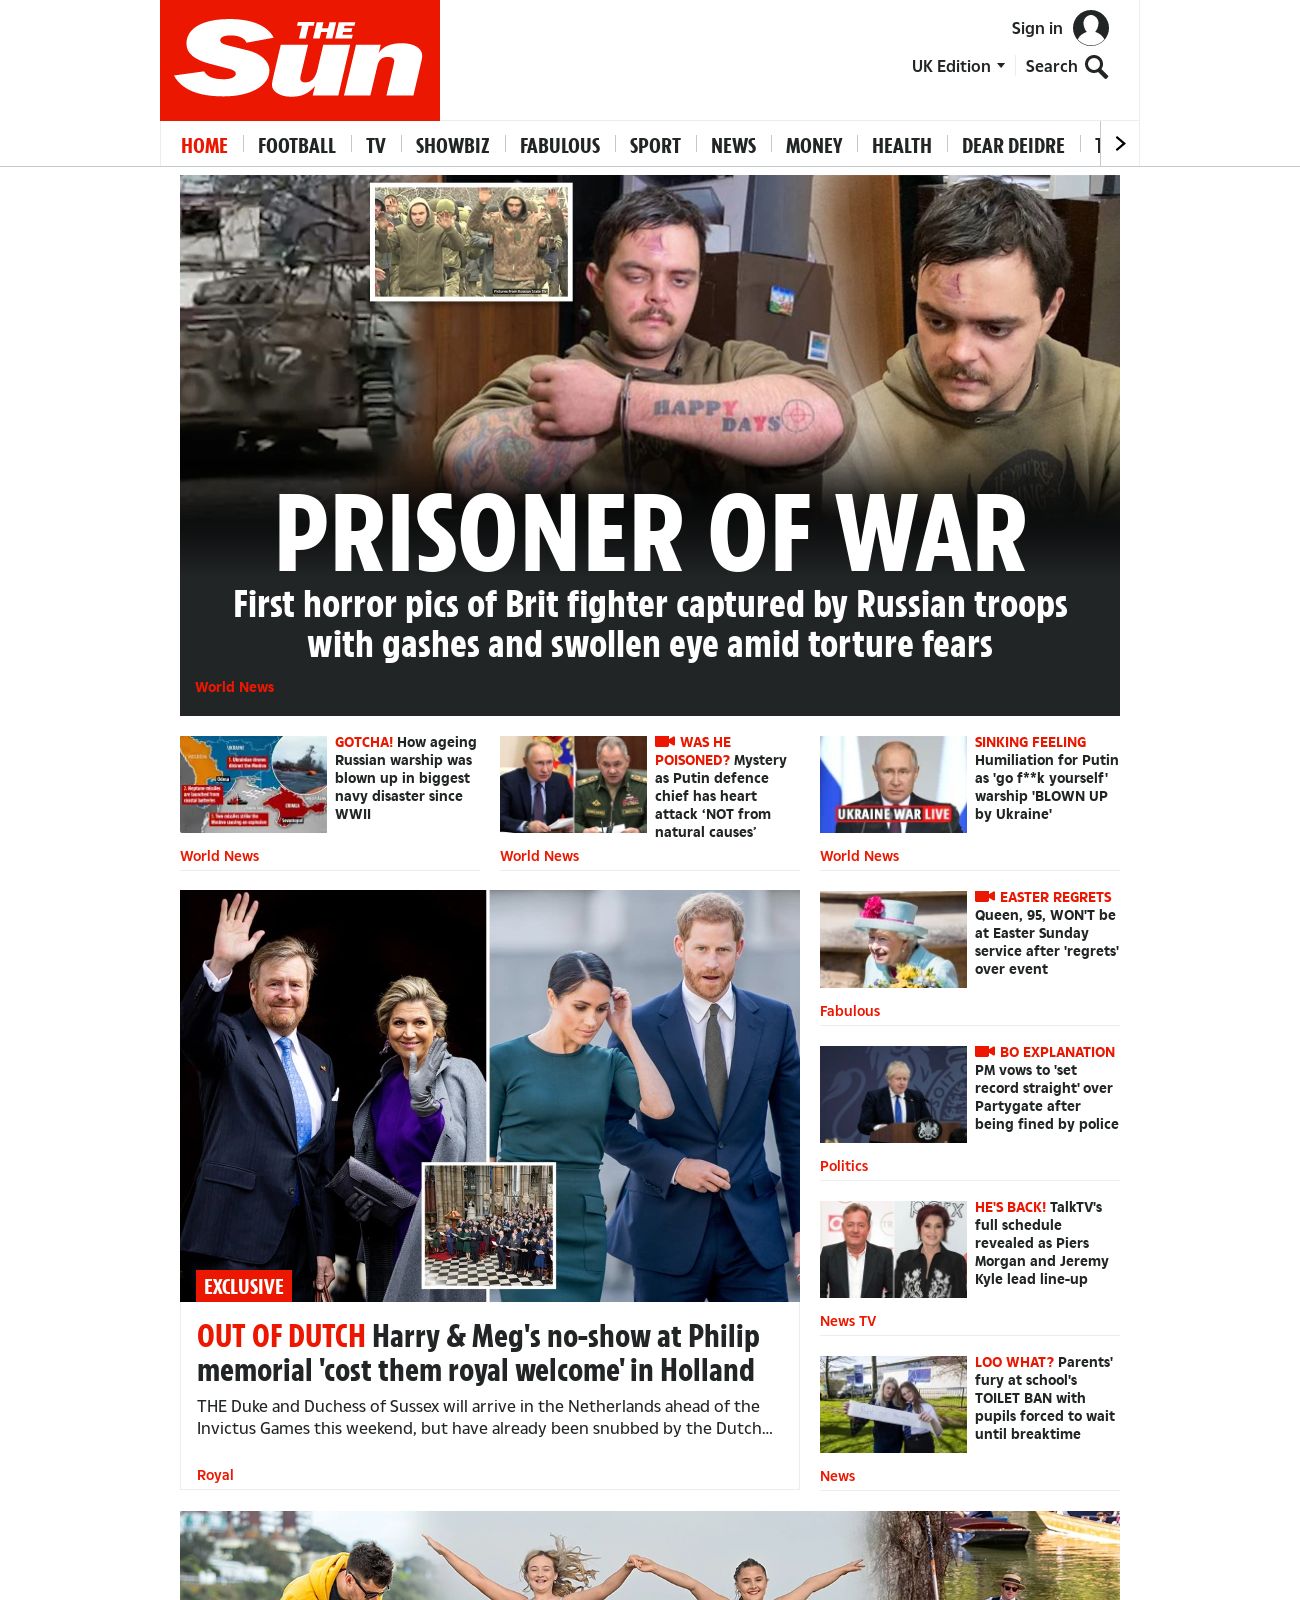 THE
Sun
Sign in
UK Edition
Search
HOME
FOOTBALL
TV
SHOWBIZ
FABULOUS
SPORT
NEWS
MONEY
HEALTH
DEAR DEIDRE
Pictures from Russian State TV
HAPPY
DAYS
PRISONER OF WAR
First horror pics of Brit fighter captured by Russian troops
with gashes and swollen eye amid torture fears
World News
GOTCHA! How ageing
Russian warship was
blown up in biggest
navy disaster since
WWII
World News
WAS HE
POISONED? Mystery
as Putin defence
chief has heart
attack ‘NOT from
natural causes’
World News
UKRAINE WAR LIVE
SINKING FEELING
Humiliation for Putin
as 'go f**k yourself'
warship 'BLOWN UP
by Ukraine'
World News
EXCLUSIVE
OUT OF DUTCH Harry & Meg's no-show at Philip
memorial 'cost them royal welcome' in Holland
THE Duke and Duchess of Sussex will arrive in the Netherlands ahead of the
Invictus Games this weekend, but have already been snubbed by the Dutch...
Royal
EASTER REGRETS
Queen, 95, WON'T be
at Easter Sunday
service after 'regrets'
over event
Fabulous
BO EXPLANATION
PM vows to 'set
record straight' over
Partygate after
being fined by police
Politics
HE'S BACK! TalkTV's
full schedule
revealed as Piers
Morgan and Jeremy
Kyle lead line-up
News TV
LOO WHAT? Parents'
fury at school's
TOILET BAN with
pupils forced to wait
until breaktime
News